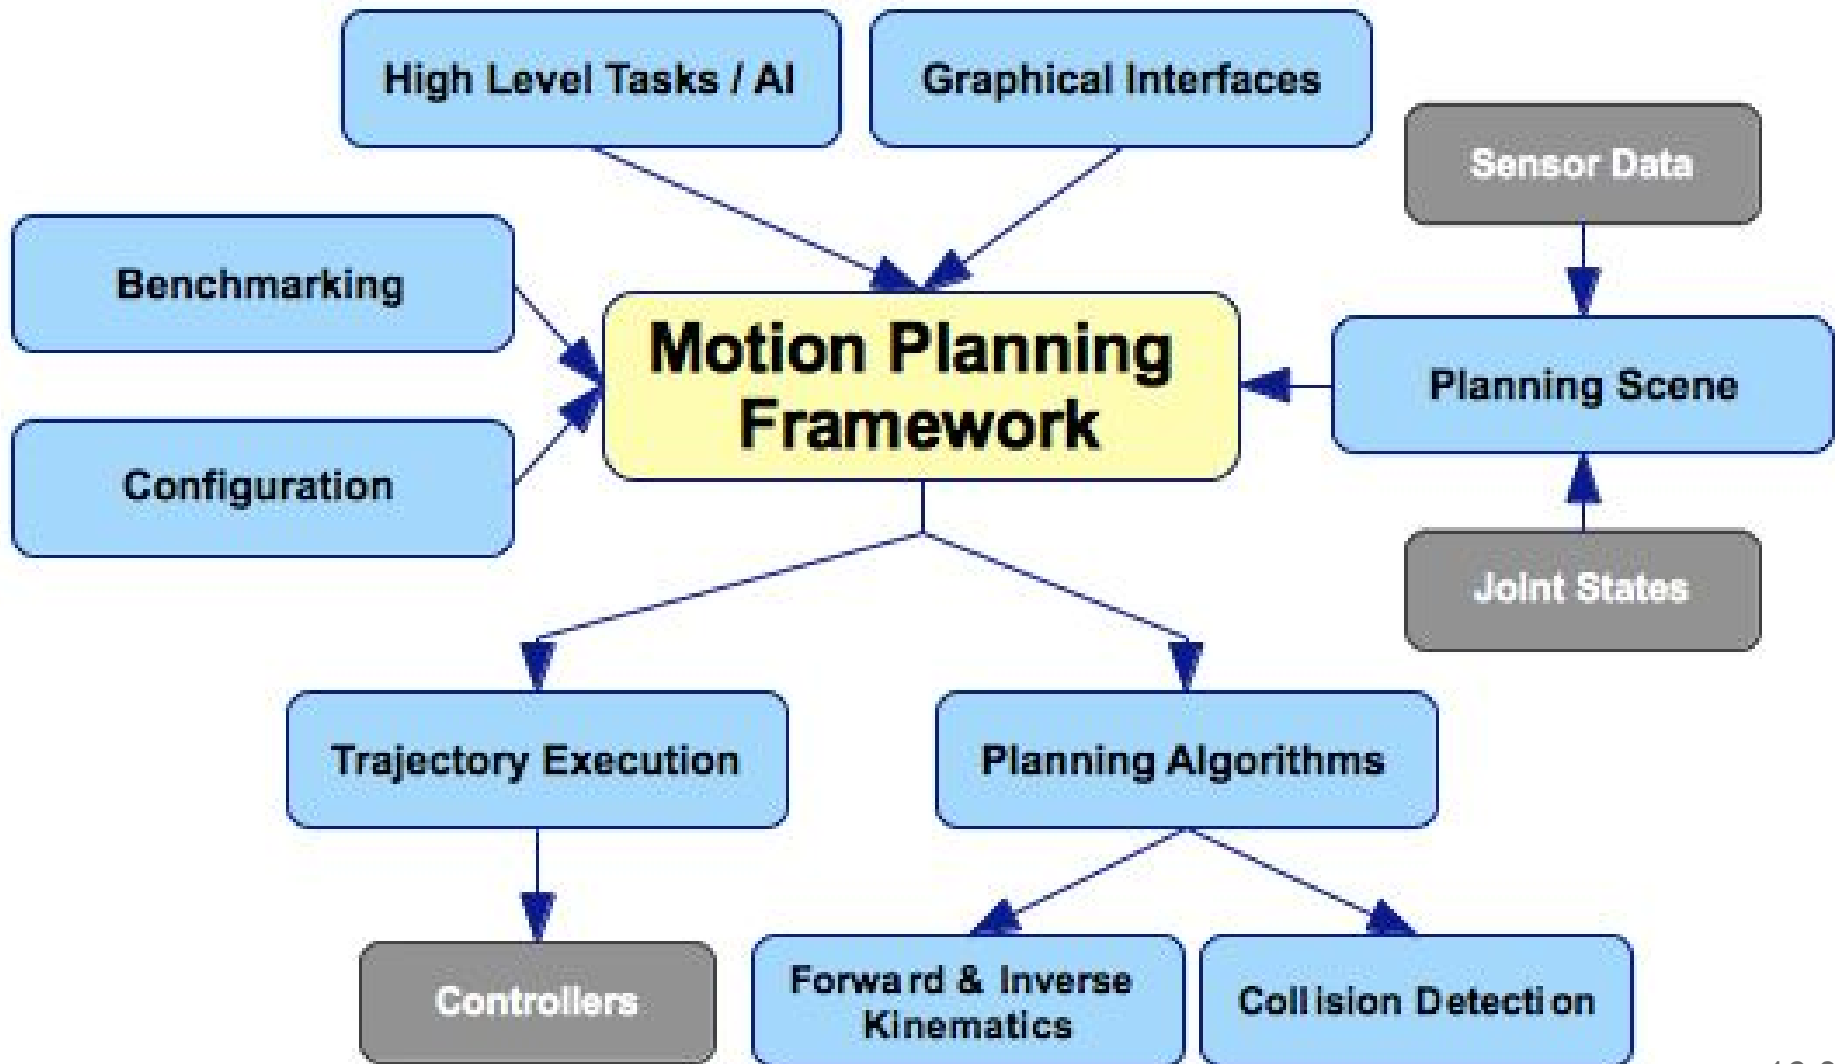 High Level Tasks / AI
Graphical Interfaces
Sensor Data
Benchmarking
Motion Planning
Framework
Planning Scene
Configuration
Joint States
Trajectory Execution
Planning Algorithms
Controllers
Forward & Inverse
Kinematics
Collision Detection